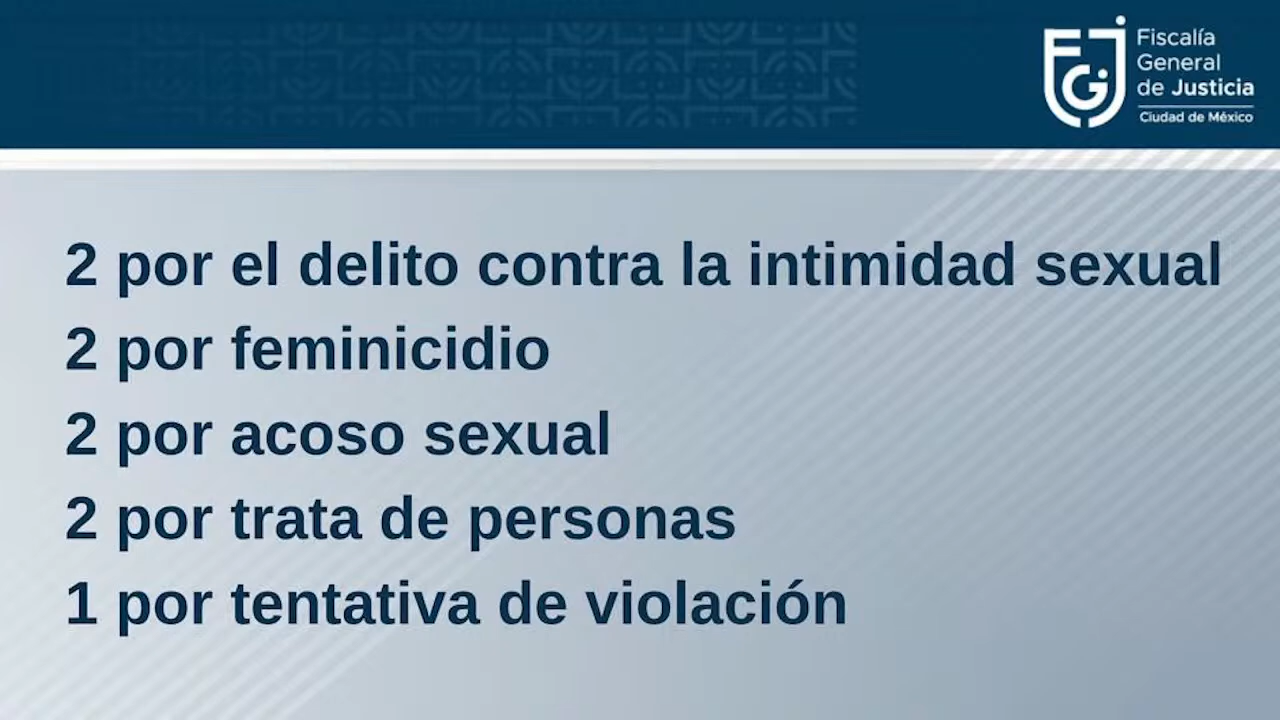 Fiscalía
General
de Justicia
Ciudad de México
2 por el delito contra la intimidad sexual
2 por feminicidio
2 por acoso sexual
2 por trata de personas
1 por tentativa de violación